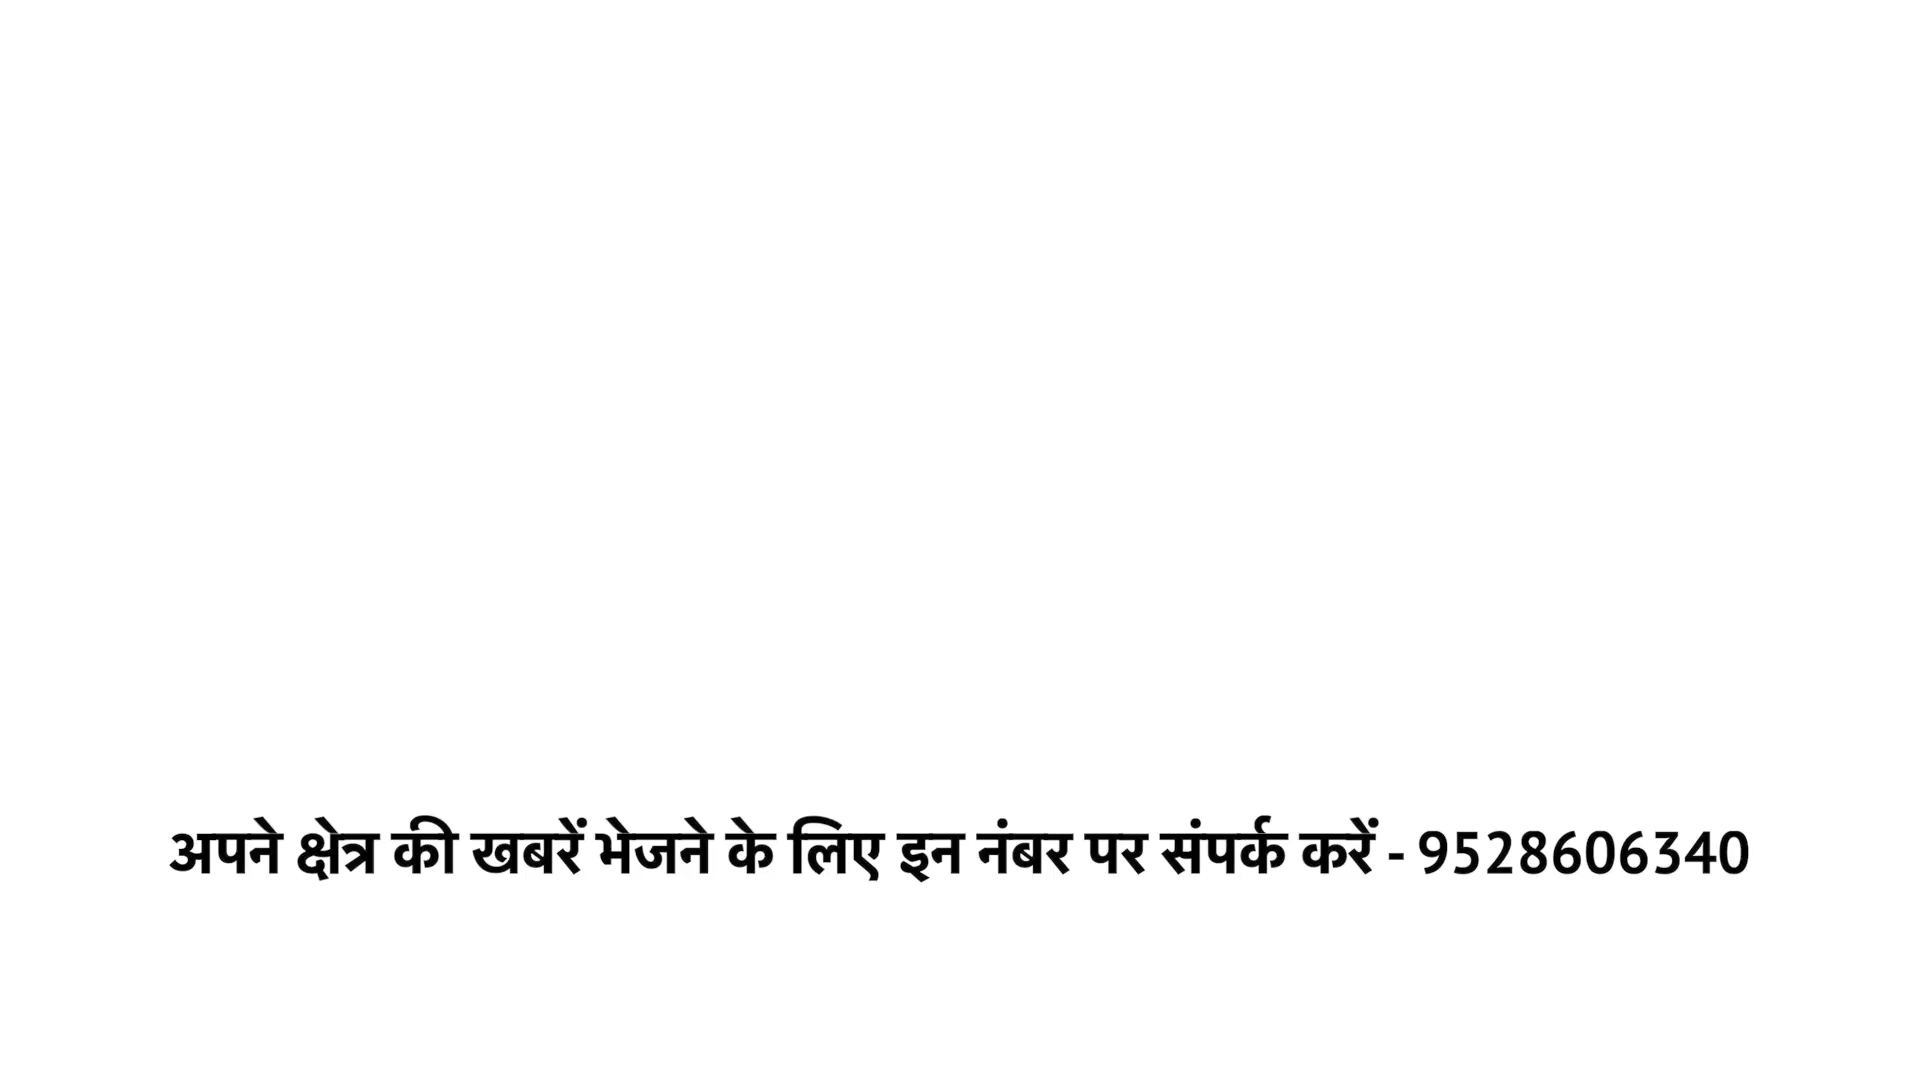 अपने क्षेत्र की खबरें भेजने के लिए इन नंबर पर संपर्क करें - 9528606340